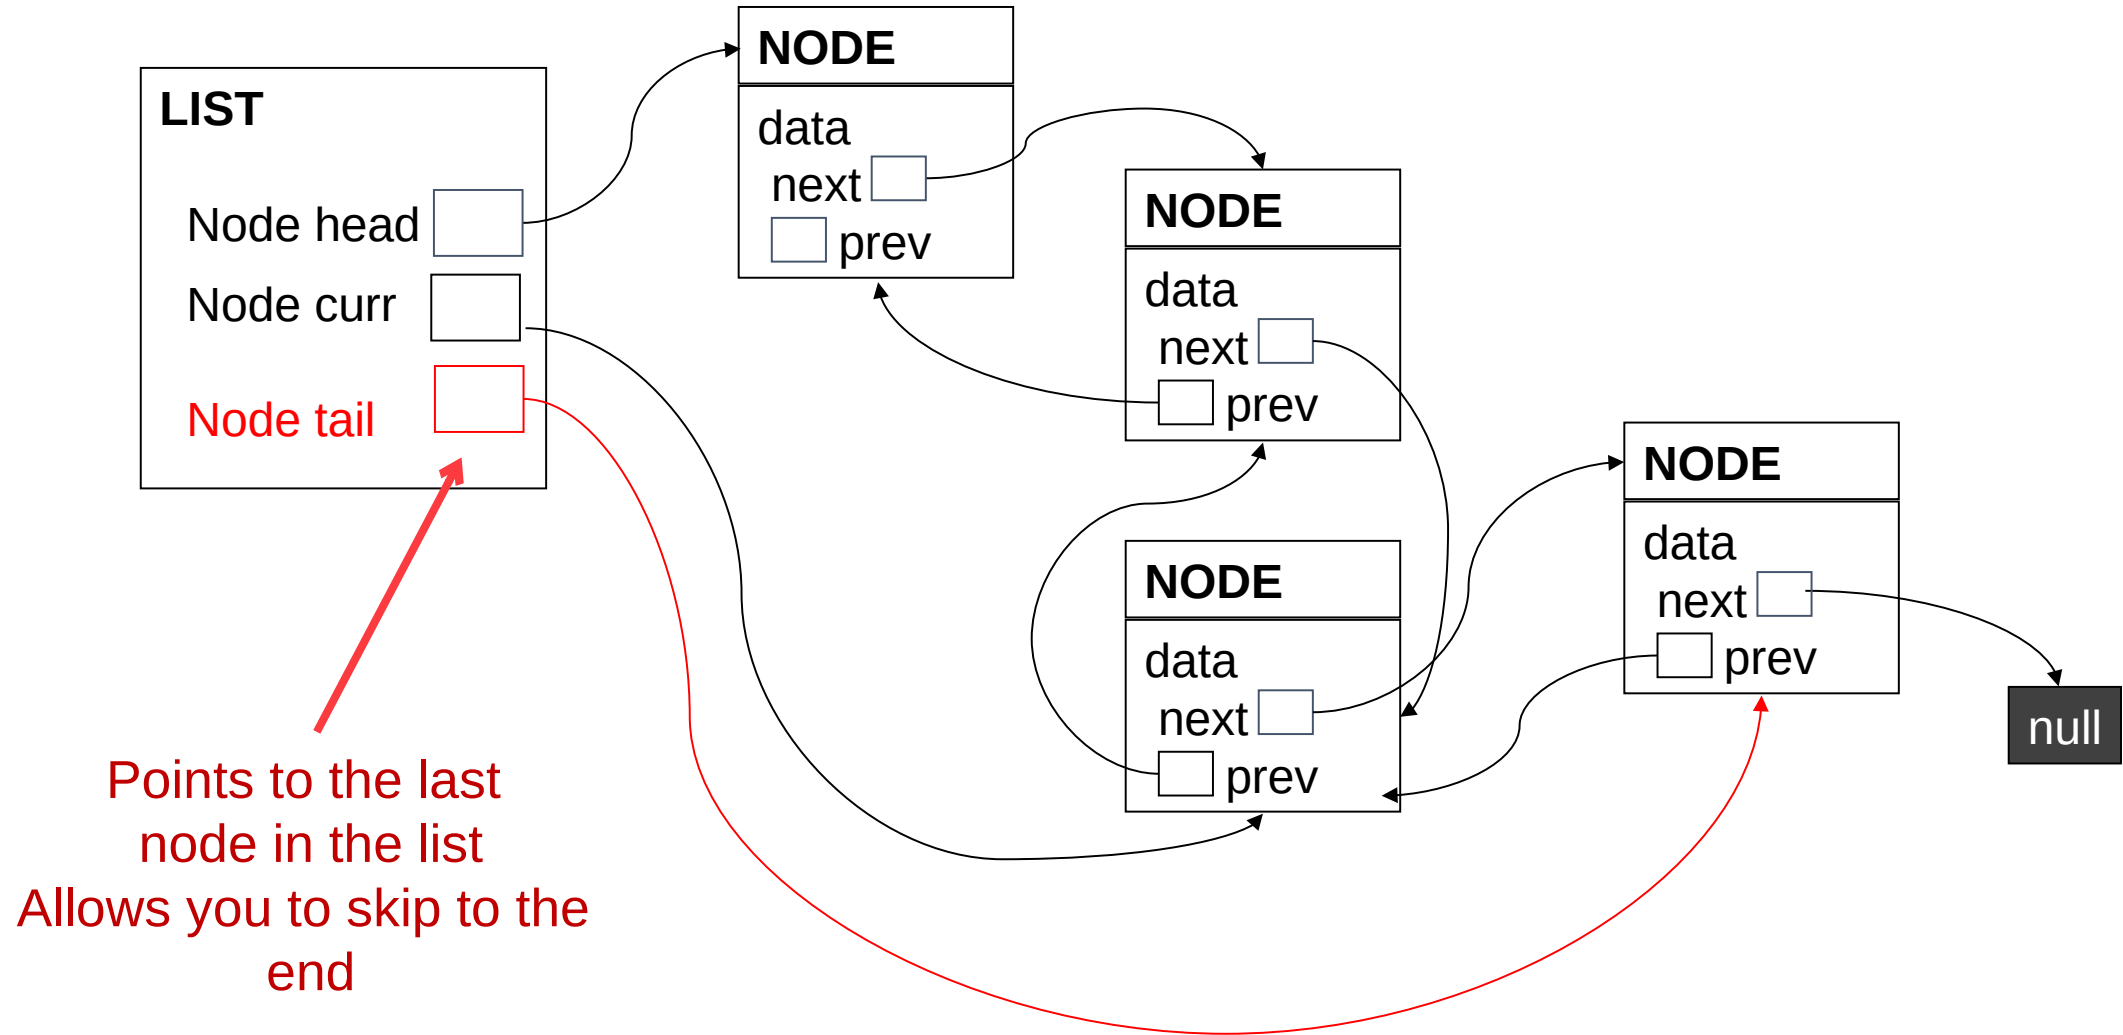 LIST
Node head
Node curr
Node tail
Points to the last
node in the list
Allows you to skip to the
end
NODE
data
next
prev
NODE
data
next
prev
NODE
data
next
prev
NODE
data
next
prev
null